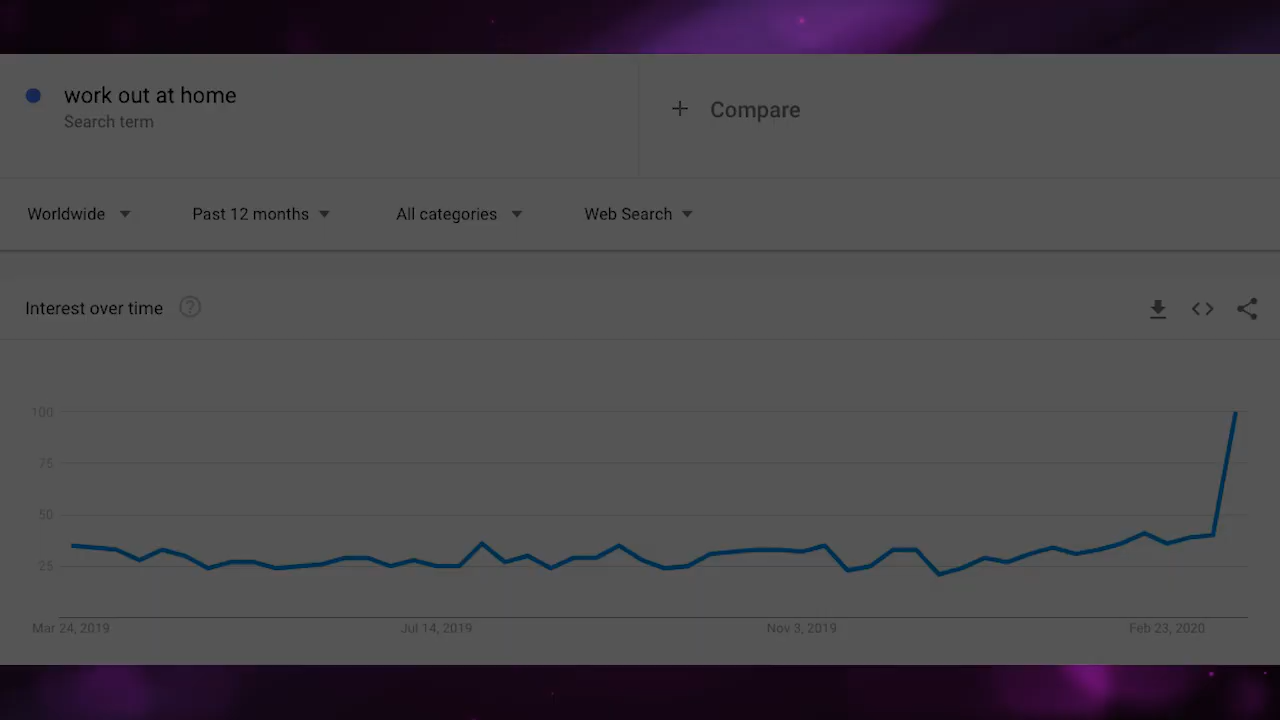 work out at home
Search term
+ Compare
Worldwide
Past 12 months
All categories
Web Search
Interest over time
?
100
75
50
25
Mar 24, 2019
Jul 14, 2019
Nov 3, 2019
Feb 23, 2020